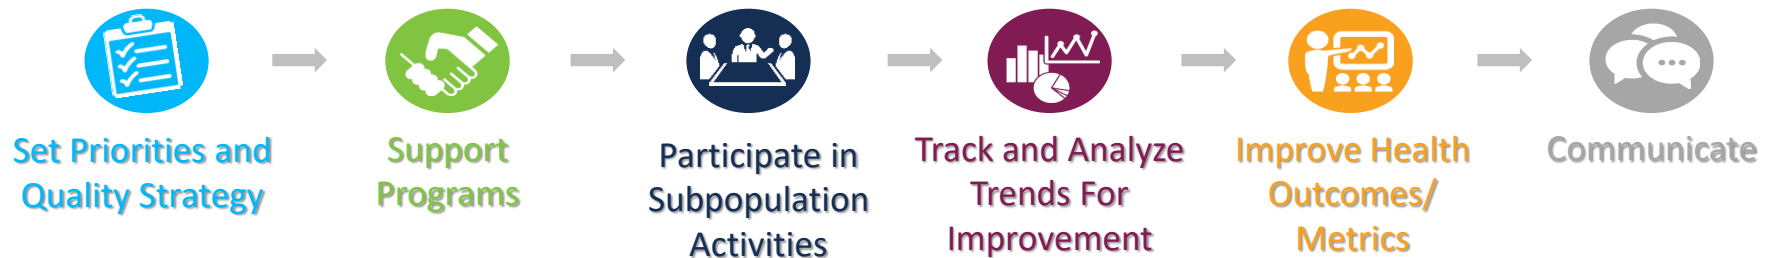 Set Priorities and
Quality Strategy
Support
Programs
Participate in
Subpopulation
Activities
Track and Analyze
Trends For
Improvement
Improve Health
Outcomes/
Metrics
Communicate